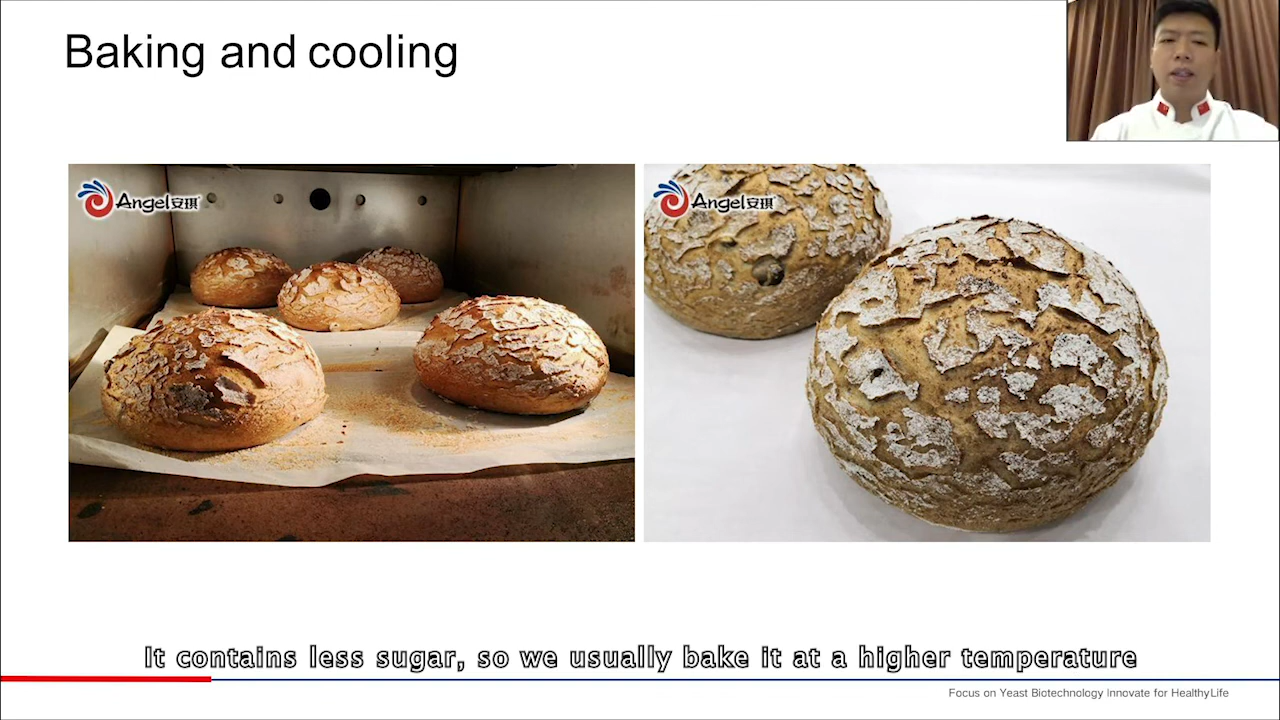 Baking and cooling
Angel安琪
Angel安琪
It contains less sugar, so we usually bake it at a higher temperature
Focus on Yeast Biotechnology Innovate for HealthyLife